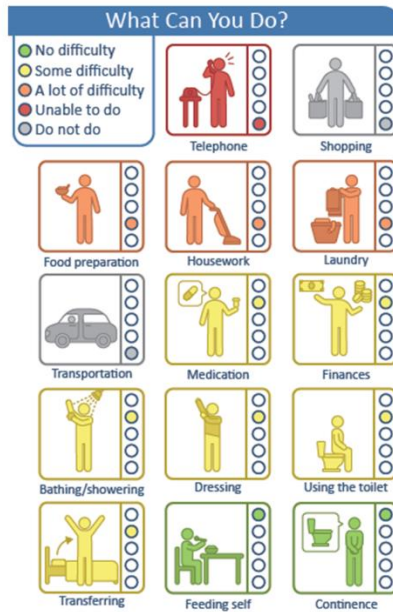 What Can You Do?
No difficulty
Some difficulty
A lot of difficulty
Unable to do
Do not do
Telephone
Shopping
Food preparation
Housework
Laundry
Transportation
Medication
Finances
Bathing/showering
Dressing
Using the toilet
Transferring
Feeding self
Continence